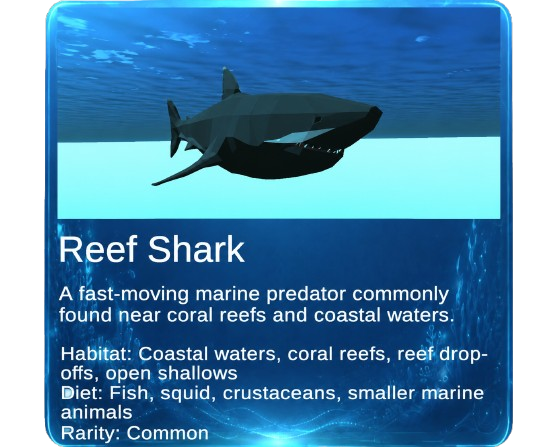 Reef Shark
A fast-moving marine predator commonly
found near coral reefs and coastal waters.
Habitat: Coastal waters, coral reefs, reef drop-
offs, open shallows
Diet: Fish, squid, crustaceans, smaller marine
animals
Rarity: Common